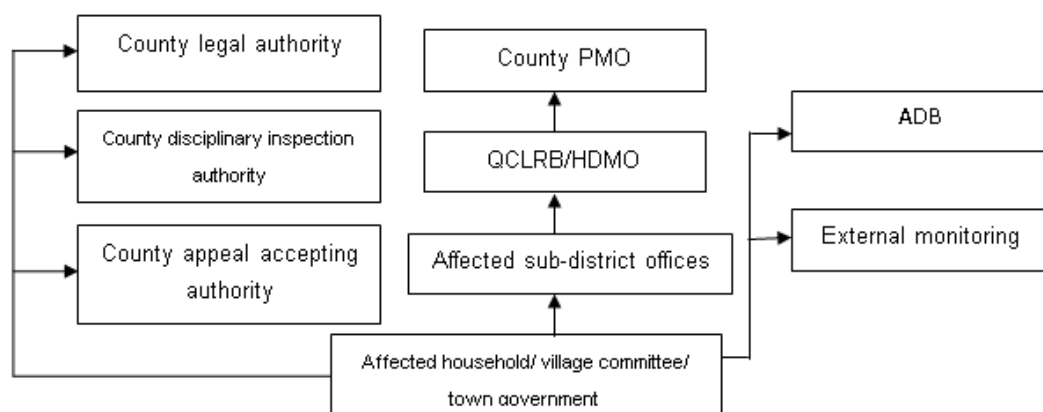 County legal authority
County disciplinary inspection
authority
County appeal accepting
authority
County PMO
QCLRB/HDMO
Affected sub-district offices
Affected household/ village committee/
town government
ADB
External monitoring